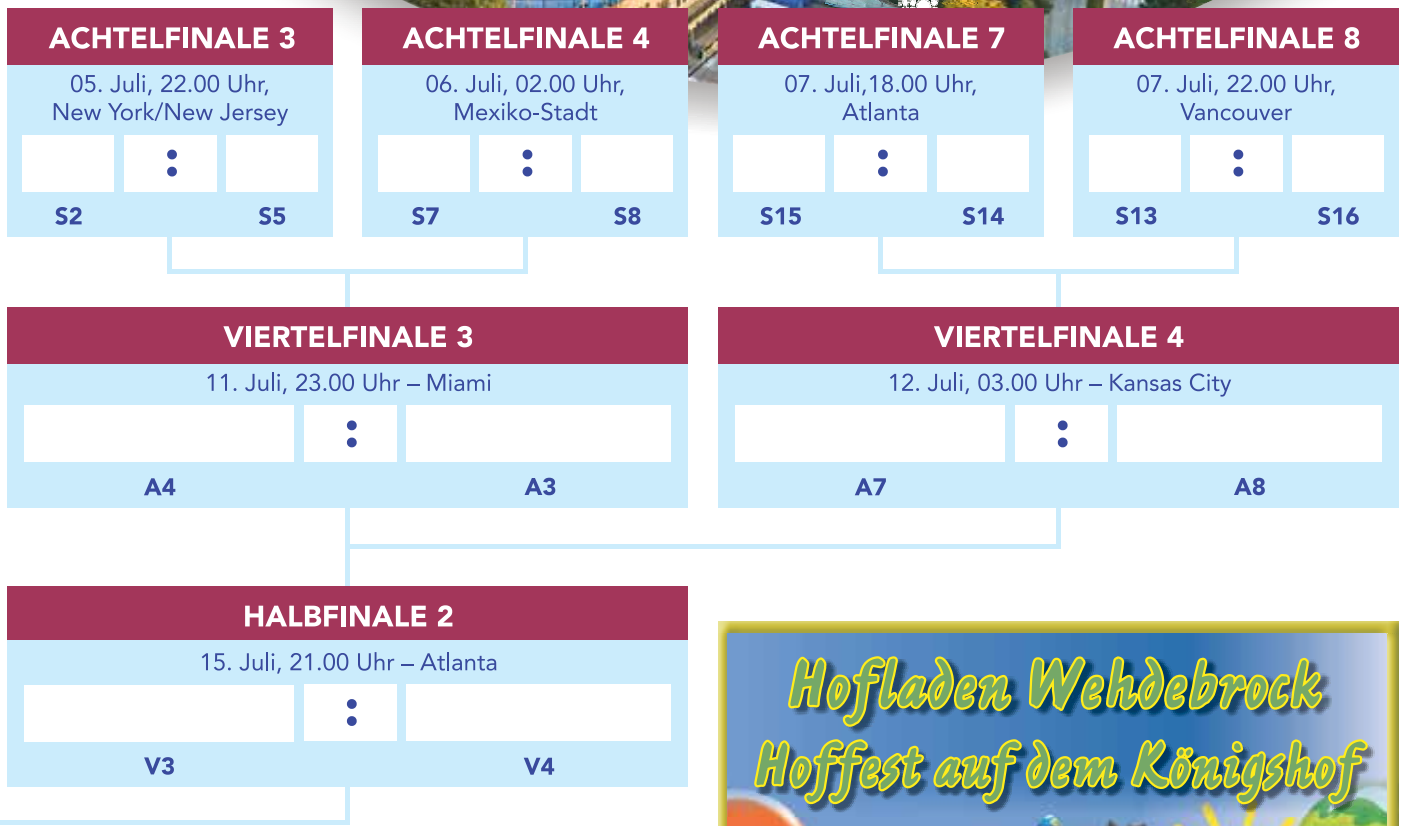 ACHTELFINALE 3
05. Juli, 22.00 Uhr,
New York/New Jersey
:
S2 S5
ACHTELFINALE 4
06. Juli, 02.00 Uhr,
Mexiko-Stadt
:
S7 S8
ACHTELFINALE 7
07. Juli,18.00 Uhr,
Atlanta
:
S15 S14
ACHTELFINALE 8
07. Juli, 22.00 Uhr,
Vancouver
:
S13 S16
VIERTELFINALE 3
11. Juli, 23.00 Uhr – Miami
:
A4 A3
VIERTELFINALE 4
12. Juli, 03.00 Uhr – Kansas City
:
A7 A8
HALBFINALE 2
15. Juli, 21.00 Uhr – Atlanta
:
V3 V4
Hofladen Wehdebrock
Hoffest auf dem Königshof